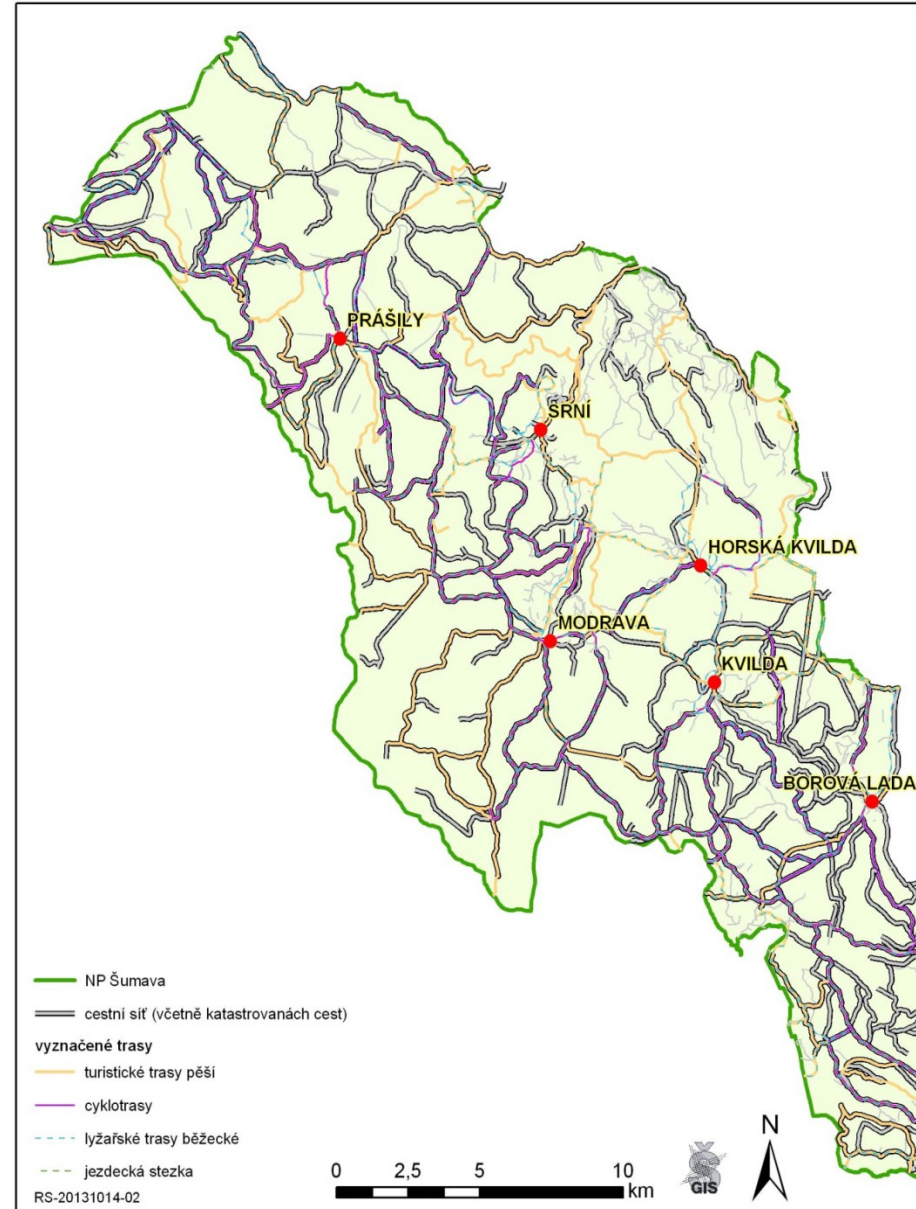 PRÁŠILY
SRNÍ
HORSKÁ KVILDA
MODRAVA
KVILDA
BOROVÁ LADA
NP Šumava
cestní síť (včetně katastrovanách cest)
vyznačené trasy
turistické trasy pěší
cyklotrasy
lyžařské trasy běžecké
jezdecká stezka
RS-20131014-02
0 2,5 5 10
km
Š
GIS
N